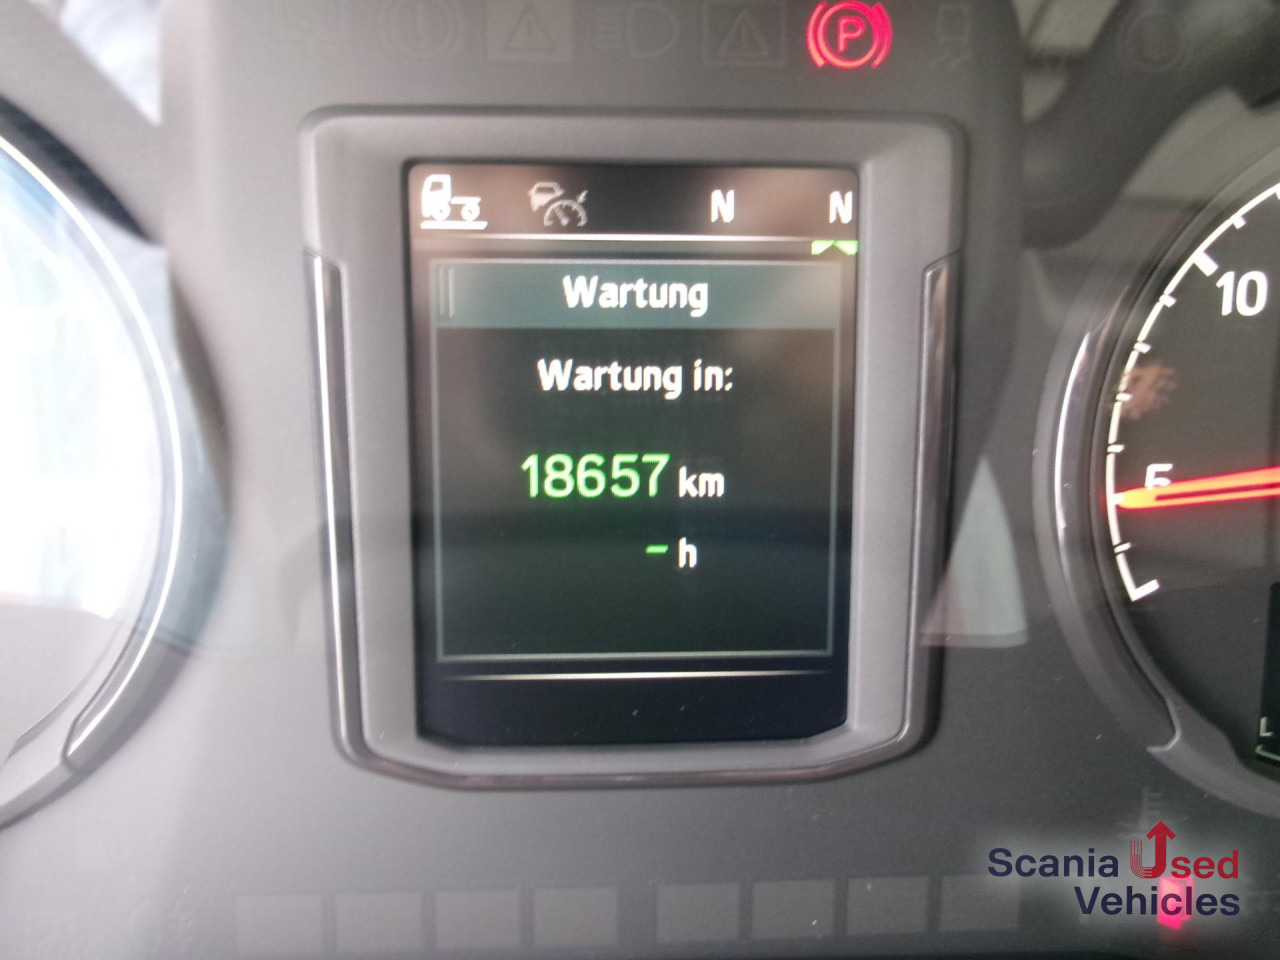 P
N N
Wartung
Wartung in:
18657 km
- h
10
5
L
Scania Used
Vehicles